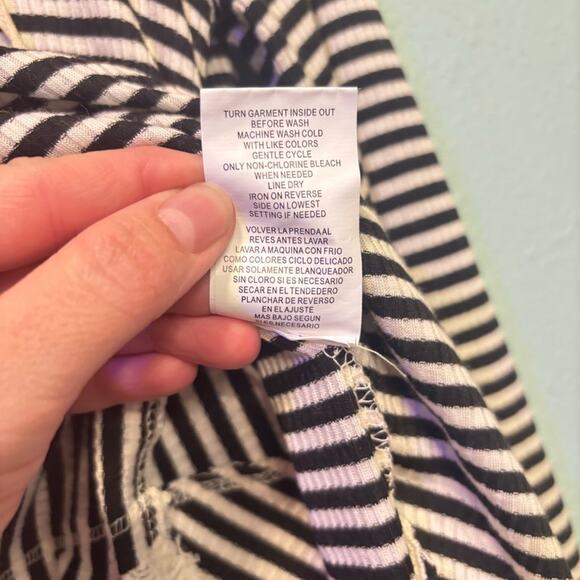 TURN GARMENT INSIDE OUT
BEFORE WASH
MACHINE WASH COLD
WITH LIKE COLORS
GENTLE CYCLE
ONLY NON-CHLORINE BLEACH
WHEN NEEDED
LINE DRY
IRON ON REVERSE
SIDE ON LOWEST
SETTING IF NEEDED
VOLVER LA PRENDA AL
REVES ANTES LAVAR
LAVAR A MAQUINA CON FRIO
COMO COLORES CICLO DELICADO
USAR SOLAMENTE BLANQUEADOR
SIN CLORO SI ES NECESARIO
SECAR EN EL TENDEDERO
PLANCHAR DE REVERSO
EN EL AJUSTE
MAS BAJO SEGUN
ES NECESARIO